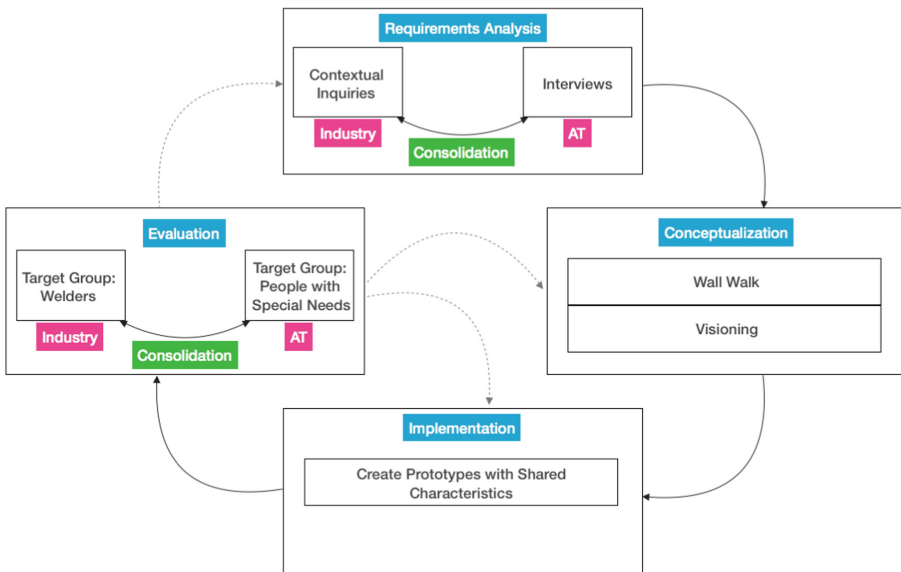 Requirements Analysis
Contextual
Inquiries
Interviews
Industry
AT
Consolidation
Evaluation
Target Group:
Welders
Target Group:
People with
Special Needs
Industry
AT
Consolidation
Conceptualization
Wall Walk
Visioning
Implementation
Create Prototypes with Shared
Characteristics